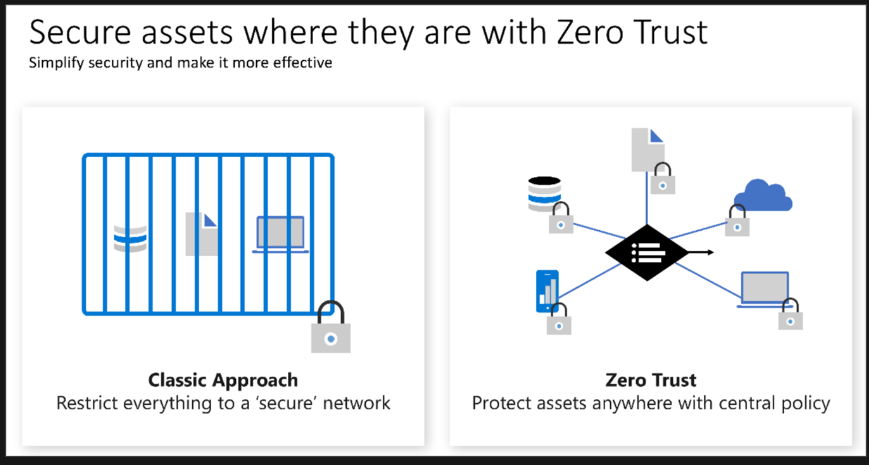 Secure assets where they are with Zero Trust
Simplify security and make it more effective
Classic Approach
Restrict everything to a ‘secure’ network
Zero Trust
Protect assets anywhere with central policy